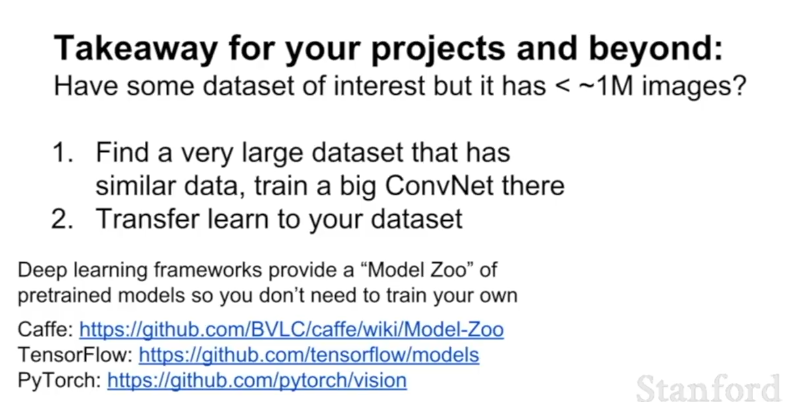 Takeaway for your projects and beyond:
Have some dataset of interest but it has < ~1M images?
1. Find a very large dataset that has
similar data, train a big ConvNet there
2. Transfer learn to your dataset
Deep learning frameworks provide a “Model Zoo” of
pretrained models so you don’t need to train your own
Caffe: https://github.com/BVLC/caffe/wiki/Model-Zoo
TensorFlow: https://github.com/tensorflow/models
PyTorch: https://github.com/pytorch/vision
Stanford